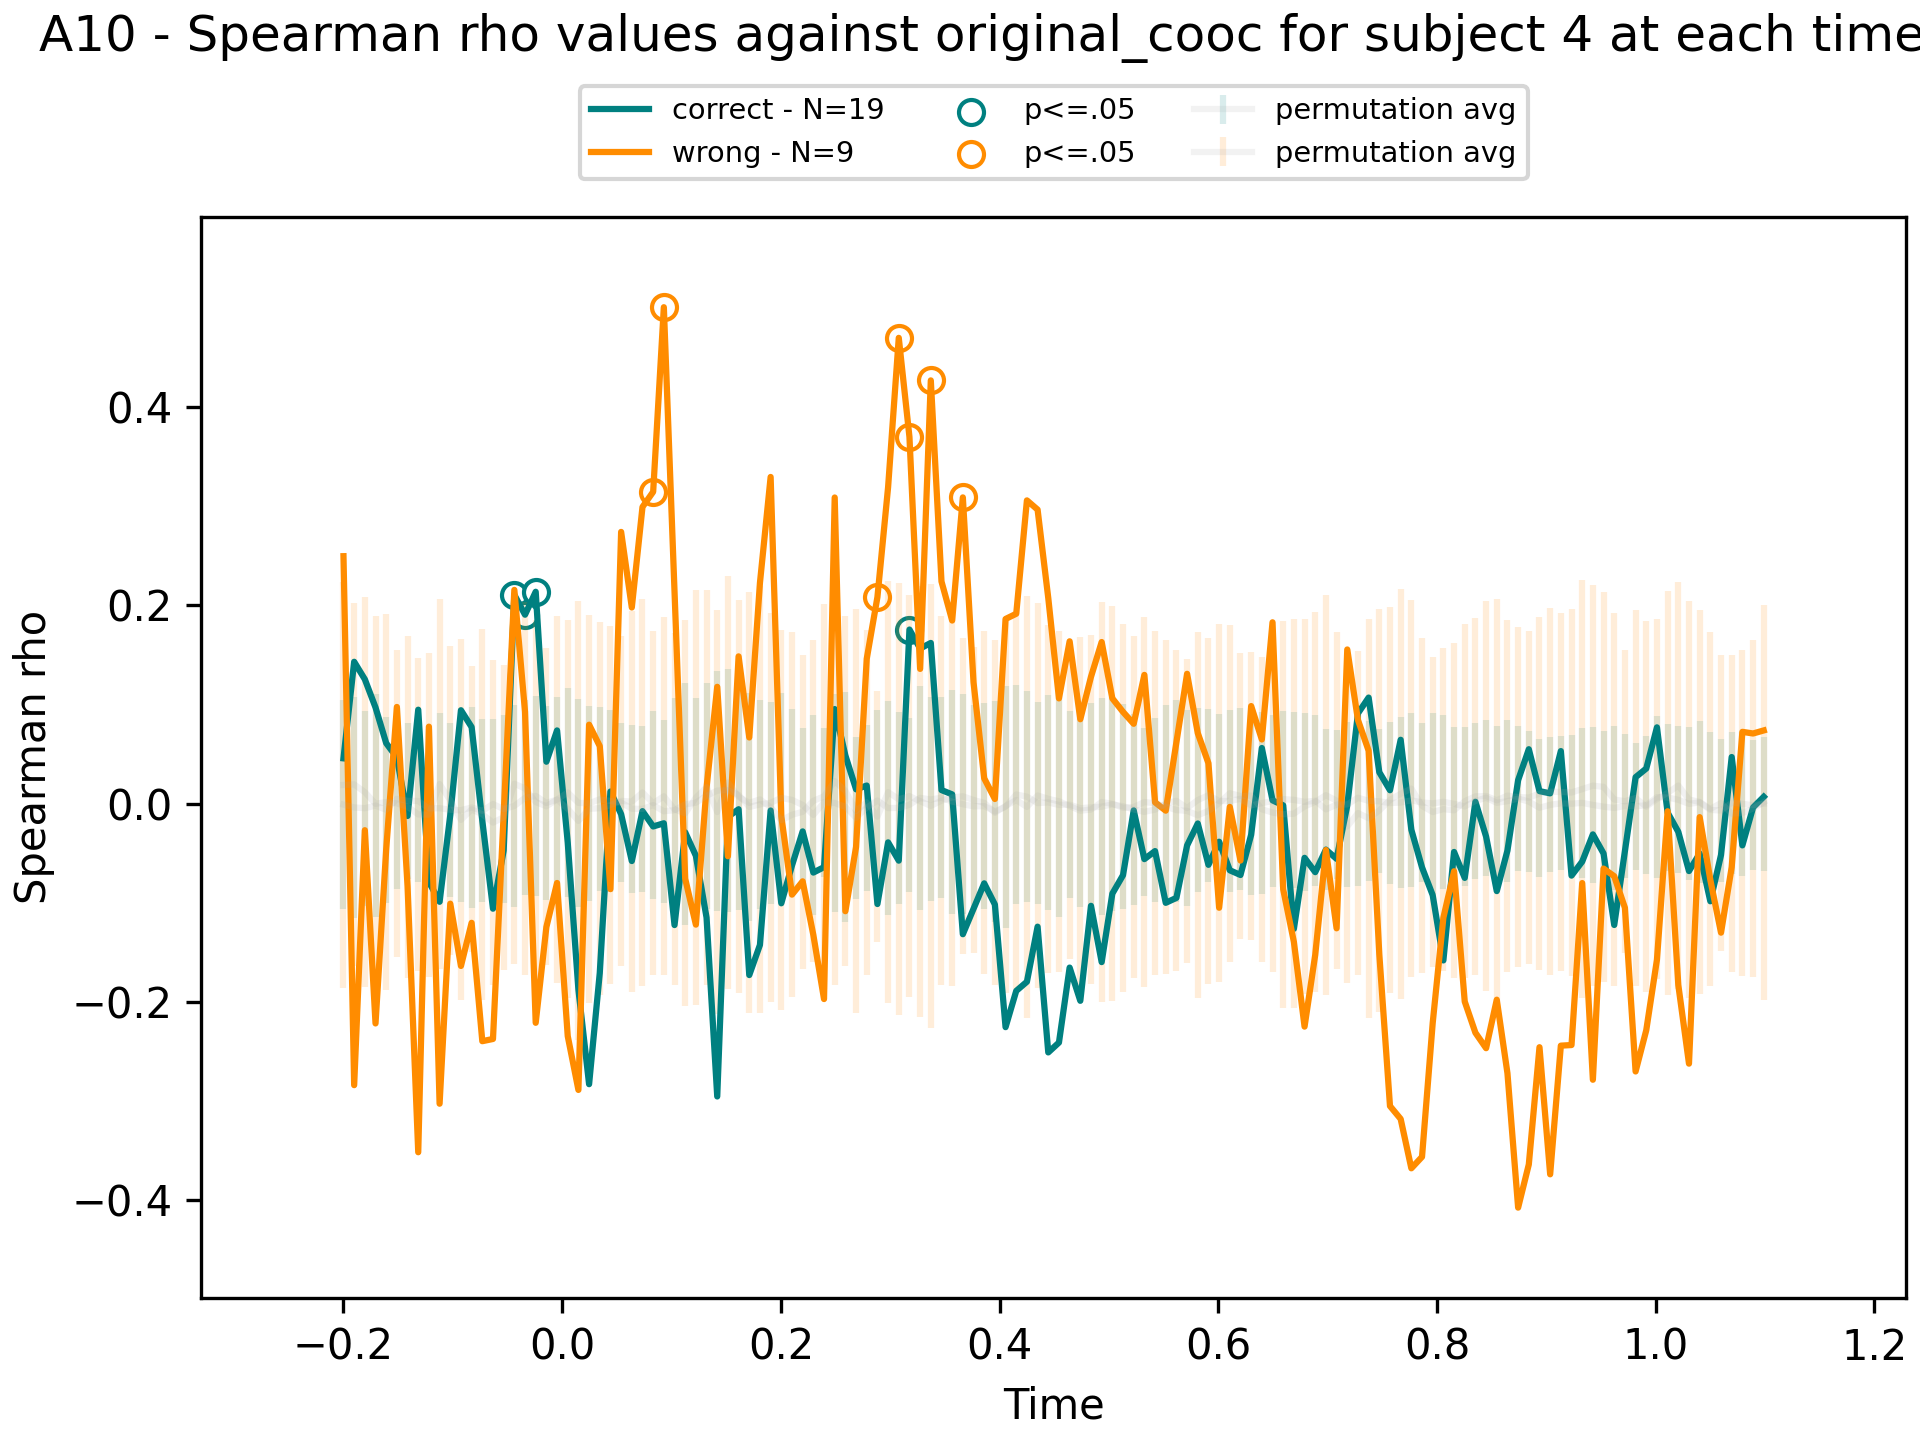 A10 - Spearman rho values against original_cooc for subject 4 at each time
correct - N=19
wrong - N=9
p<=.05
p<=.05
permutation avg
permutation avg
Spearman rho
0.4
0.2
0.0
−0.2
−0.4
−0.2 0.0 0.2 0.4 0.6 0.8 1.0 1.2
Time